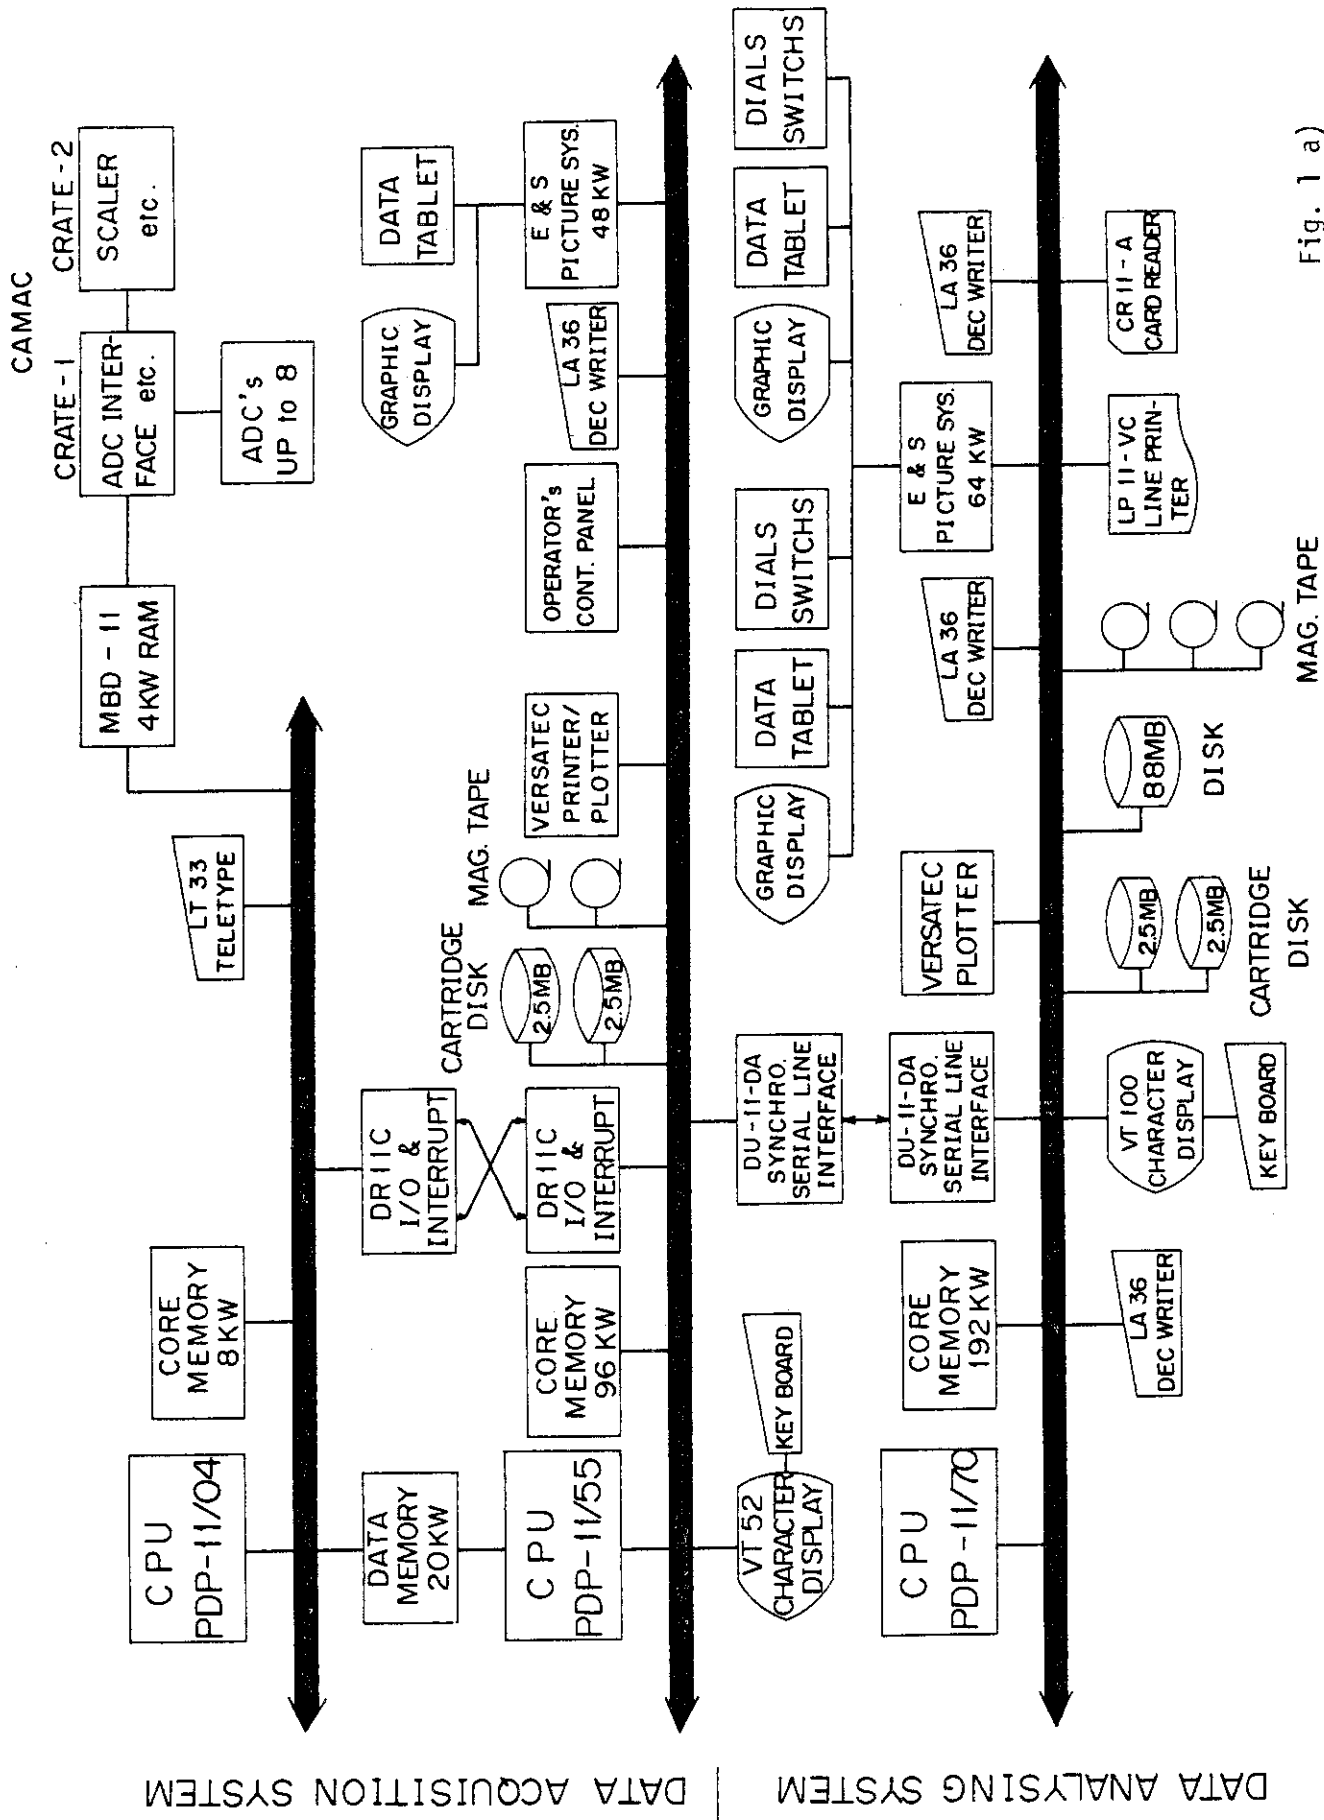 CAMAC
CRATE-1
CRATE-2
CPU
PDP-11/04
CORE
MEMORY
8KW
LT 33
TELETYPE
MBD-11
4KW RAM
ADC INTER-
FACE etc.
SCALER
etc.
ADC's
UP to 8
DATA
MEMORY
20KW
DR11C
I/O &
INTERRUPT
GRAPHIC
DISPLAY
DATA
TABLET
CPU
PDP-11/55
CORE
MEMORY
96 KW
DR11C
I/O &
INTERRUPT
CARTRIDGE
DISK
2.5MB
2.5MB
MAG. TAPE
VERSATEC
PRINTER/
PLOTTER
OPERATOR's
CONT. PANEL
LA 36
DEC WRITER
E & S
PICTURE SYS.
48 KW
VT 52
CHARACTER
DISPLAY
KEY BOARD
DU-11-DA
SYNCHRO.
SERIAL LINE
INTERFACE
GRAPHIC
DISPLAY
DATA
TABLET
DIALS
SWITCHS
GRAPHIC
DISPLAY
DATA
TABLET
DIALS
SWITCHS
CPU
PDP-11/70
CORE
MEMORY
192 KW
DU-11-DA
SYNCHRO.
SERIAL LINE
INTERFACE
VERSATEC
PLOTTER
LA 36
DEC WRITER
E & S
PICTURE SYS.
64 KW
LA 36
DEC WRITER
LA 36
DEC WRITER
VT 100
CHARACTER
DISPLAY
KEY BOARD
2.5MB
2.5MB
CARTRIDGE
DISK
88MB
DISK
MAG. TAPE
LP 11-VC
LINE PRIN-
TER
CR 11-A
CARD READER
DATA ACQUISITION SYSTEM
DATA ANALYSING SYSTEM
Fig. 1 a)